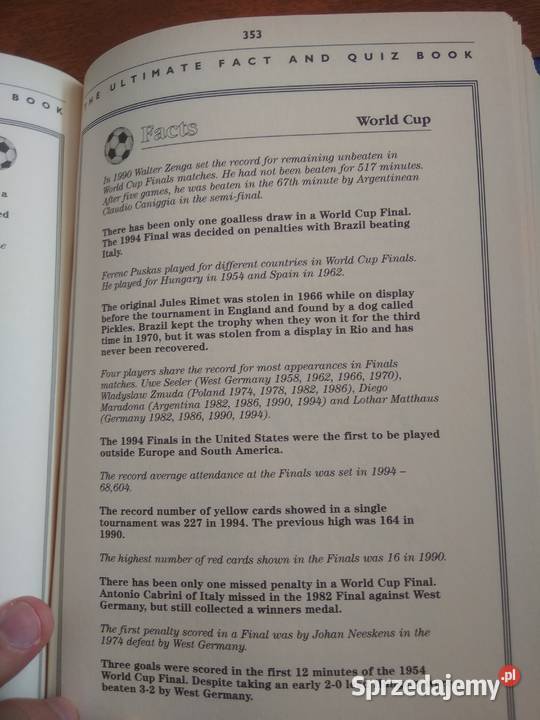 353
THE ULTIMATE FACT AND QUIZ BOOK
BOOK
Facts
World Cup
In 1990 Walter Zenga set the record for remaining unbeaten in
World Cup Finals matches. He had not been beaten for 517 minutes.
After five games, he was beaten in the 67th minute by Argentinean
Claudio Caniggia in the semi-final.
There has been only one goalless draw in a World Cup Final.
The 1994 Final was decided on penalties with Brazil beating
Italy.
Ferenc Puskas played for different countries in World Cup Finals.
He played for Hungary in 1954 and Spain in 1962.
The original Jules Rimet was stolen in 1966 while on display
before the tournament in England and found by a dog called
Pickles. Brazil kept the trophy when they won it for the third
time in 1970, but it was stolen from a display in Rio and has
never been recovered.
Four players share the record for most appearances in Finals
matches. Uwe Seeler (West Germany 1958, 1962, 1966, 1970),
Wladyslaw Zmuda (Poland 1974, 1978, 1982, 1986), Diego
Maradona (Argentina 1982, 1986, 1990, 1994) and Lothar Matthaus
(Germany 1982, 1986, 1990, 1994).
The 1994 Finals in the United States were the first to be played
outside Europe and South America.
The record average attendance at the Finals was set in 1994 –
68,604.
The record number of yellow cards showed in a single
tournament was 227 in 1994. The previous high was 164 in
1990.
The highest number of red cards shown in the Finals was 16 in 1990.
There has been only one missed penalty in a World Cup Final.
Antonio Cabrini of Italy missed in the 1982 Final against West
Germany, but still collected a winners medal.
The first penalty scored in a Final was by Johan Neeskens in the
1974 defeat by West Germany.
Three goals were scored in the first 12 minutes of the 1954
World Cup Final. Despite taking an early 2-0
beaten 3-2 by West Germany.
Sprzedajemy.pl